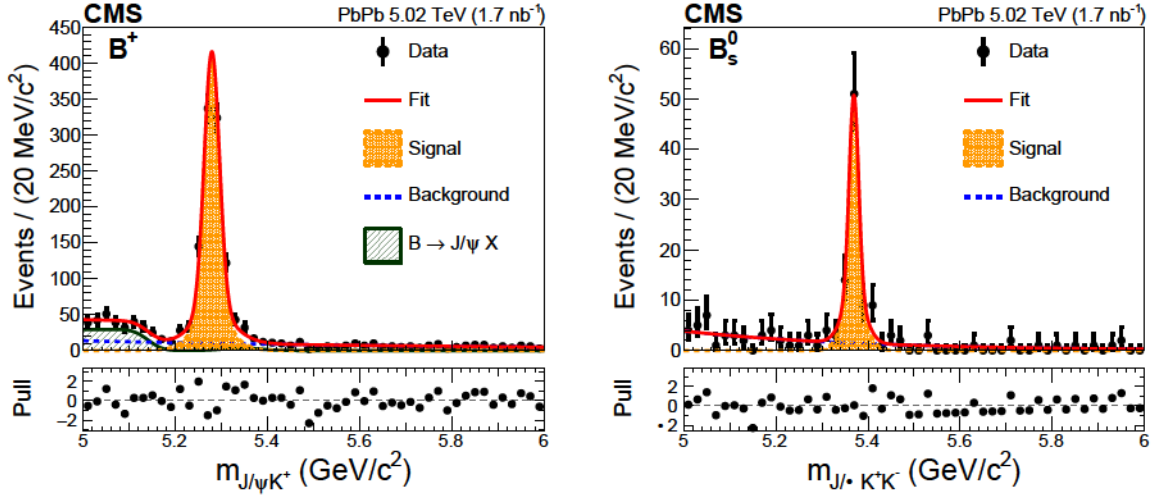 CMS PbPb 5.02 TeV (1.7 nb⁻¹)
B⁺
Data
Fit
Signal
Background
B → J/ψ X
Events / (20 MeV/c²)
450
400
350
300
250
200
150
100
50
0
Pull
2
0
−2
5 5.2 5.4 5.6 5.8 6
m_J/ψK⁺ (GeV/c²)
CMS PbPb 5.02 TeV (1.7 nb⁻¹)
B⁰ₛ
Data
Fit
Signal
Background
Events / (20 MeV/c²)
60
50
40
30
20
10
0
Pull
2
0
•2
5 5.2 5.4 5.6 5.8 6
m_J/• K⁺K⁻ (GeV/c²)